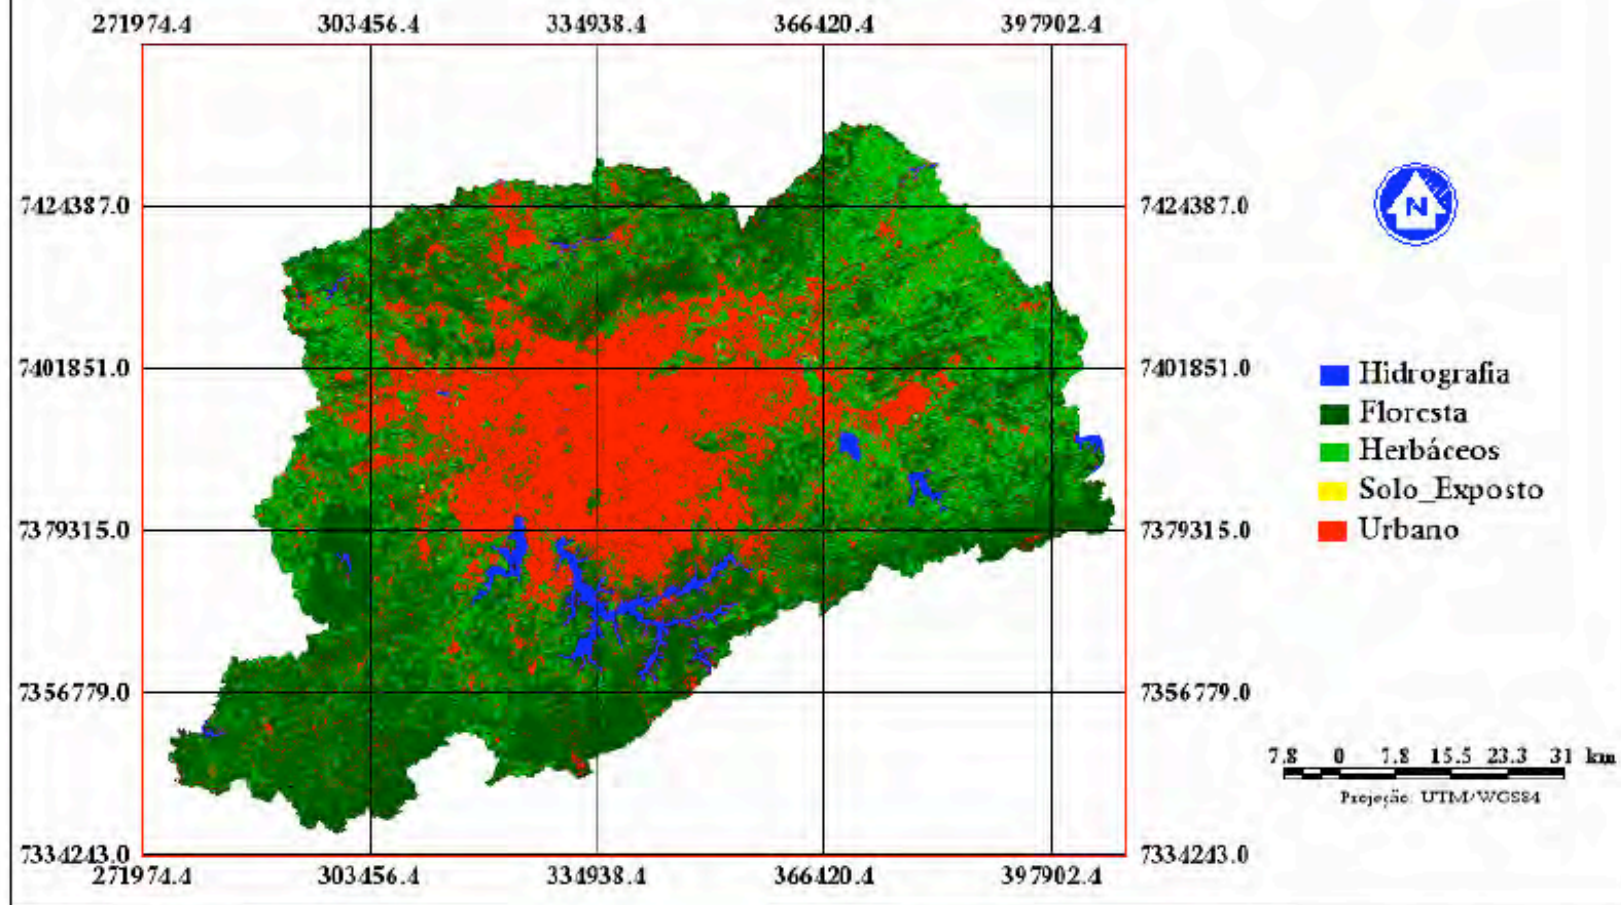 271974.4 303456.4 334938.4 366420.4 397902.4
7424387.0 7424387.0
N
7401851.0 7401851.0
Hidrografia
Floresta
Herbáceos
Solo_Exposto
Urbano
7379315.0 7379315.0
7356779.0 7356779.0
7.8 0 7.8 15.5 23.3 31 km
Projeção: UTM/WGS84
7334243.0 7334243.0
271974.4 303456.4 334938.4 366420.4 397902.4